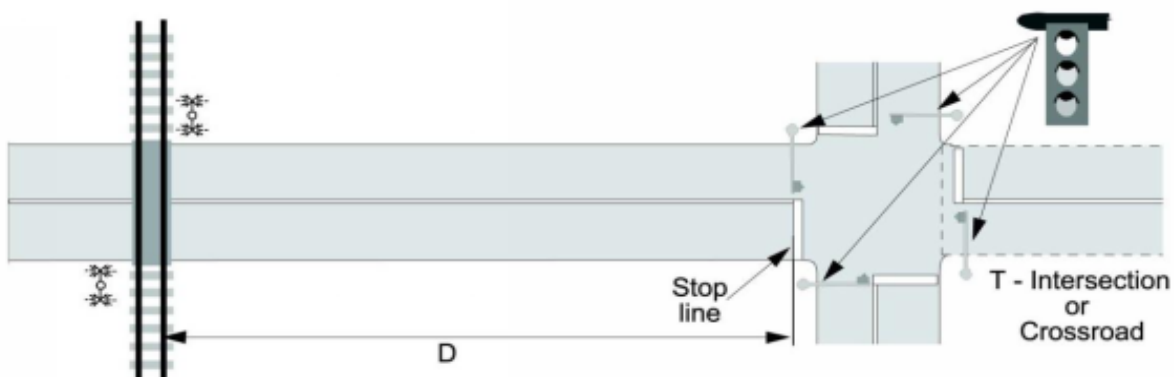 Stop
line
D
T - Intersection
or
Crossroad